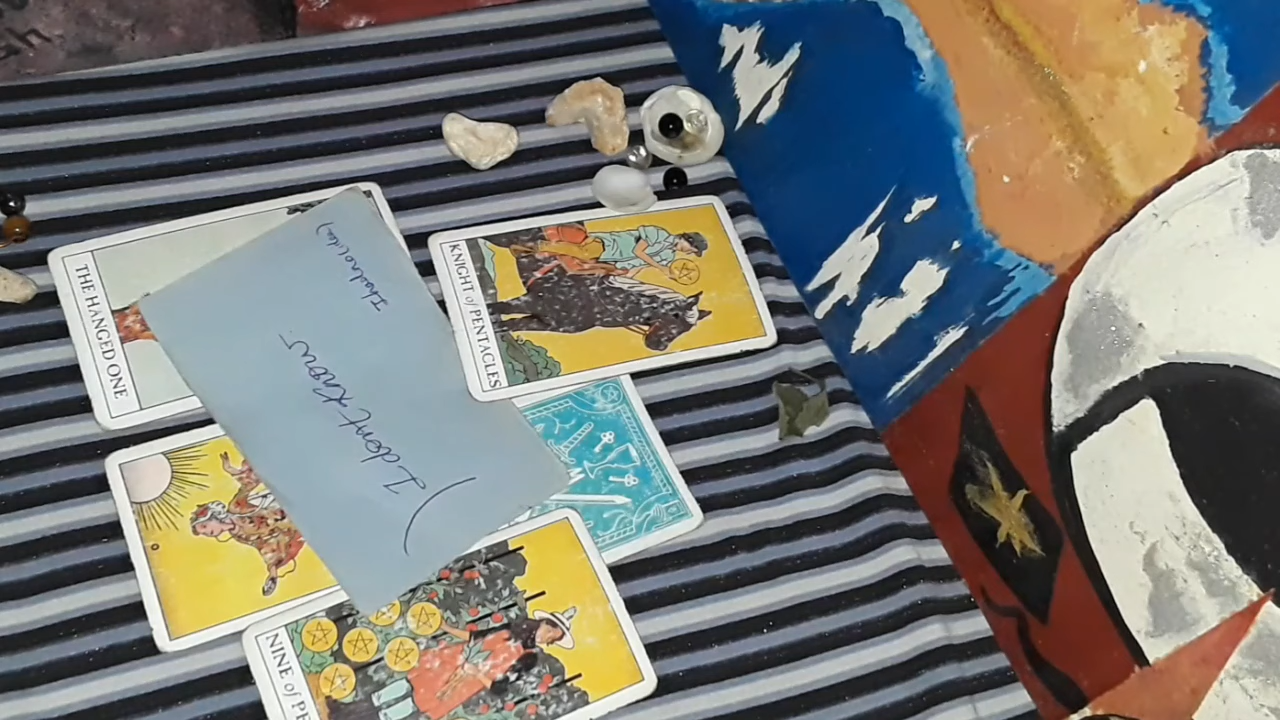 THE HANGED ONE
KNIGHT of PENTACLES
I dont know
NINE of PE